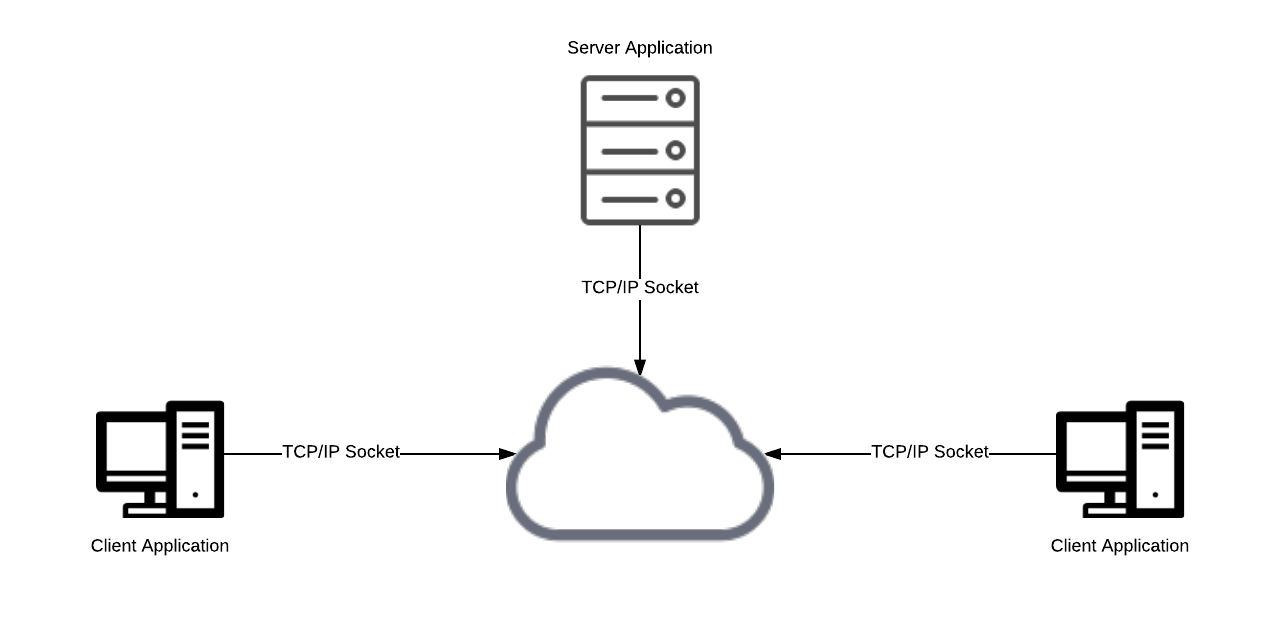 Server Application
TCP/IP Socket
TCP/IP Socket
TCP/IP Socket
Client Application
Client Application